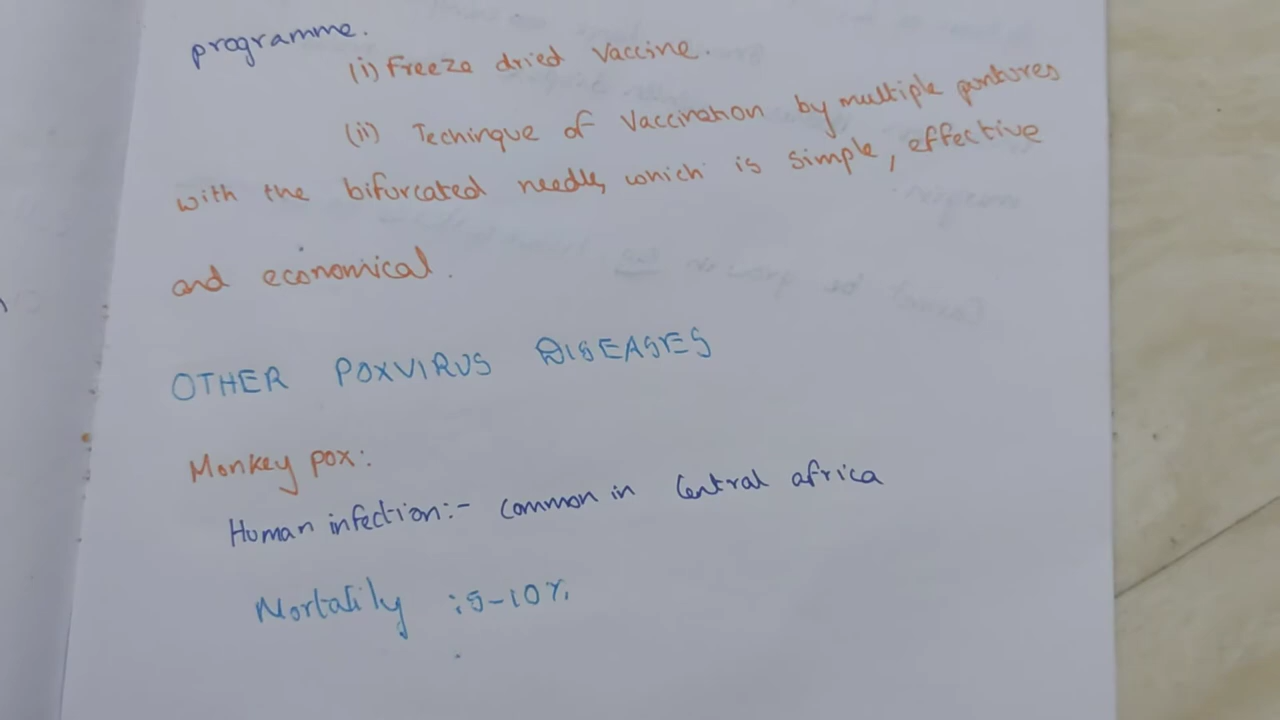 programme.
(i) Freeze dried Vaccine.
(ii) Techinque of Vaccination by multiple puntures
with the bifurcated needle, which is simple, effective
and economical.
OTHER POXVIRUS DISEASES
Monkey pox:
Human infection:- Common in Central africa
Mortality :5-10%